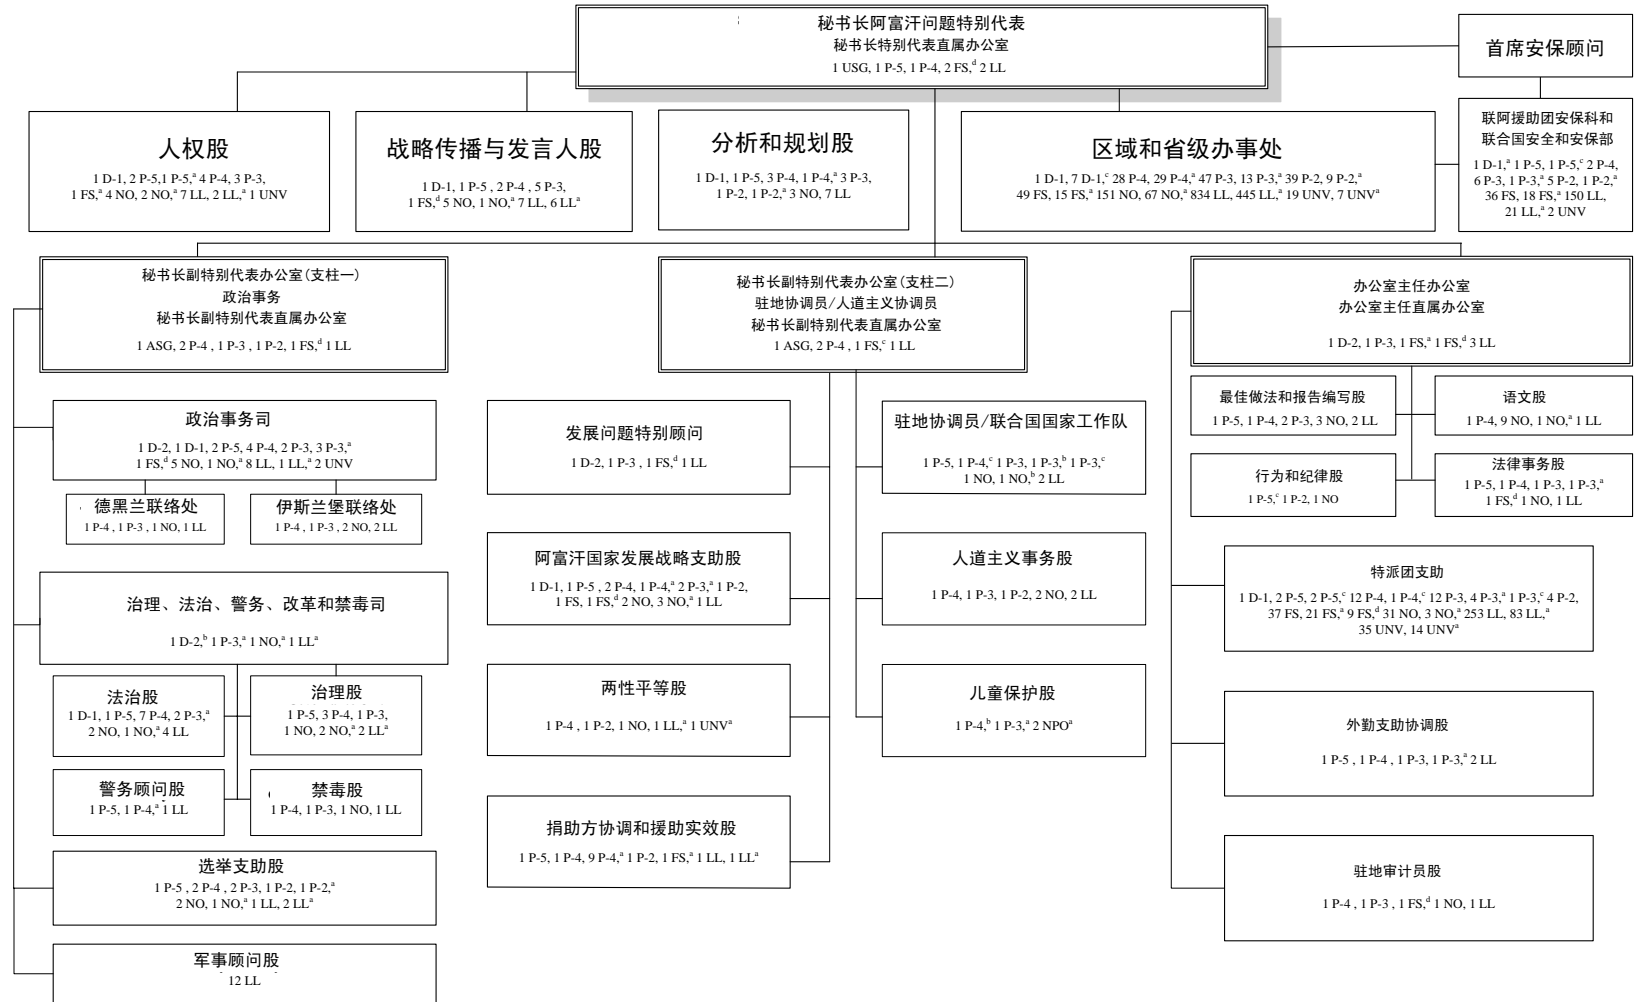 秘书长阿富汗问题特别代表
秘书长特别代表直属办公室
1 USG, 1 P-5, 1 P-4, 2 FS,ᵈ 2 LL
首席安保顾问
人权股
1 D-1, 2 P-5,1 P-5,ᵃ 4 P-4, 3 P-3,
1 FS,ᵃ 4 NO, 2 NO,ᵃ 7 LL, 2 LL,ᵃ 1 UNV
战略传播与发言人股
1 D-1, 1 P-5 , 2 P-4 , 5 P-3,
1 FS,ᵈ 5 NO, 1 NO,ᵃ 7 LL, 6 LLᵃ
分析和规划股
1 D-1, 1 P-5, 3 P-4, 1 P-4,ᵃ 3 P-3,
1 P-2, 1 P-2,ᵃ 3 NO, 7 LL
区域和省级办事处
1 D-1, 7 D-1,ᶜ 28 P-4, 29 P-4,ᵃ 47 P-3, 13 P-3,ᵃ 39 P-2, 9 P-2,ᵃ
49 FS, 15 FS,ᵃ 151 NO, 67 NO,ᵃ 834 LL, 445 LL,ᵃ 19 UNV, 7 UNVᵃ
联阿援助团安保科和
联合国安全和安保部
1 D-1,ᵃ 1 P-5, 1 P-5,ᶜ 2 P-4,
6 P-3, 1 P-3,ᵃ 5 P-2, 1 P-2,ᵃ
36 FS, 18 FS,ᵃ 150 LL,
21 LL,ᵃ 2 UNV
秘书长副特别代表办公室(支柱一)
政治事务
秘书长副特别代表直属办公室
1 ASG, 2 P-4 , 1 P-3 , 1 P-2, 1 FS,ᵈ 1 LL
秘书长副特别代表办公室(支柱二)
驻地协调员/人道主义协调员
秘书长副特别代表直属办公室
1 ASG, 2 P-4 , 1 FS,ᶜ 1 LL
办公室主任办公室
办公室主任直属办公室
1 D-2, 1 P-3, 1 FS,ᵃ 1 FS,ᵈ 3 LL
政治事务司
1 D-2, 1 D-1, 2 P-5, 4 P-4, 2 P-3, 3 P-3,ᵃ
1 FS,ᵈ 5 NO, 1 NO,ᵃ 8 LL, 1 LL,ᵃ 2 UNV
德黑兰联络处
1 P-4 , 1 P-3 , 1 NO, 1 LL
伊斯兰堡联络处
1 P-4 , 1 P-3 , 2 NO, 2 LL
治理、法治、警务、改革和禁毒司
1 D-2,ᵇ 1 P-3,ᵃ 1 NO,ᵃ 1 LLᵃ
法治股
1 D-1, 1 P-5, 7 P-4, 2 P-3,ᵃ
2 NO, 1 NO,ᵃ 4 LL
治理股
1 P-5, 3 P-4, 1 P-3,
1 NO, 2 NO,ᵃ 2 LLᵃ
警务顾问股
1 P-5, 1 P-4,ᵃ 1 LL
禁毒股
1 P-4, 1 P-3, 1 NO, 1 LL
选举支助股
1 P-5 , 2 P-4 , 2 P-3, 1 P-2, 1 P-2,ᵃ
2 NO, 1 NO,ᵃ 1 LL, 2 LLᵃ
军事顾问股
12 LL
发展问题特别顾问
1 D-2, 1 P-3 , 1 FS,ᵈ 1 LL
阿富汗国家发展战略支助股
1 D-1, 1 P-5 , 2 P-4, 1 P-4,ᵃ 2 P-3,ᵃ 1 P-2,
1 FS, 1 FS,ᵈ 2 NO, 3 NO,ᵃ 1 LL
两性平等股
1 P-4 , 1 P-2, 1 NO, 1 LL,ᵃ 1 UNVᵃ
捐助方协调和援助实效股
1 P-5, 1 P-4, 9 P-4,ᵃ 1 P-2, 1 FS,ᵃ 1 LL, 1 LLᵃ
驻地协调员/联合国国家工作队
1 P-5, 1 P-4,ᶜ 1 P-3, 1 P-3,ᵇ 1 P-3,ᶜ
1 NO, 1 NO,ᵇ 2 LL
人道主义事务股
1 P-4, 1 P-3, 1 P-2, 2 NO, 2 LL
儿童保护股
1 P-4,ᵇ 1 P-3,ᵃ 2 NPOᵃ
最佳做法和报告编写股
1 P-5, 1 P-4, 2 P-3, 3 NO, 2 LL
语文股
1 P-4, 9 NO, 1 NO,ᵃ 1 LL
行为和纪律股
1 P-5,ᶜ 1 P-2, 1 NO
法律事务股
1 P-5, 1 P-4, 1 P-3, 1 P-3,ᵃ
1 FS,ᵈ 1 NO, 1 LL
特派团支助
1 D-1, 2 P-5, 2 P-5,ᶜ 12 P-4, 1 P-4,ᶜ 12 P-3, 4 P-3,ᵃ 1 P-3,ᶜ 4 P-2,
37 FS, 21 FS,ᵃ 9 FS,ᵈ 31 NO, 3 NO,ᵃ 253 LL, 83 LL,ᵃ
35 UNV, 14 UNVᵃ
外勤支助协调股
1 P-5 , 1 P-4 , 1 P-3, 1 P-3,ᵃ 2 LL
驻地审计员股
1 P-4 , 1 P-3 , 1 FS,ᵈ 1 NO, 1 LL